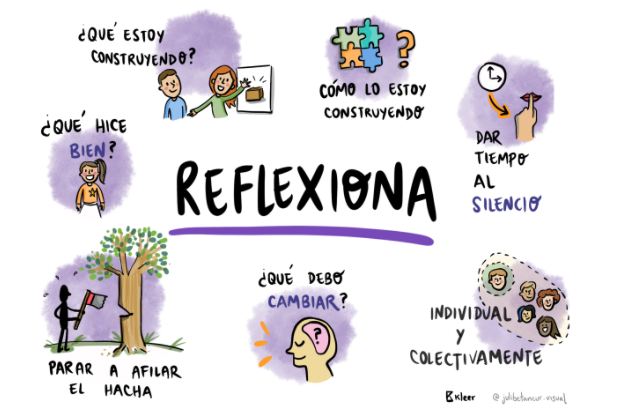 ¿QUÉ ESTOY
CONSTRUYENDO?
?
CÓMO LO ESTOY
CONSTRUYENDO
¿QUÉ HICE
BIEN?
DAR
TIEMPO
AL
SILENCIO
REFLEXIONA
PARAR A AFILAR
EL HACHA
¿QUÉ DEBO
CAMBIAR?
?
INDIVIDUAL
Y
COLECTIVAMENTE
Kleer
@julibetancur.visual